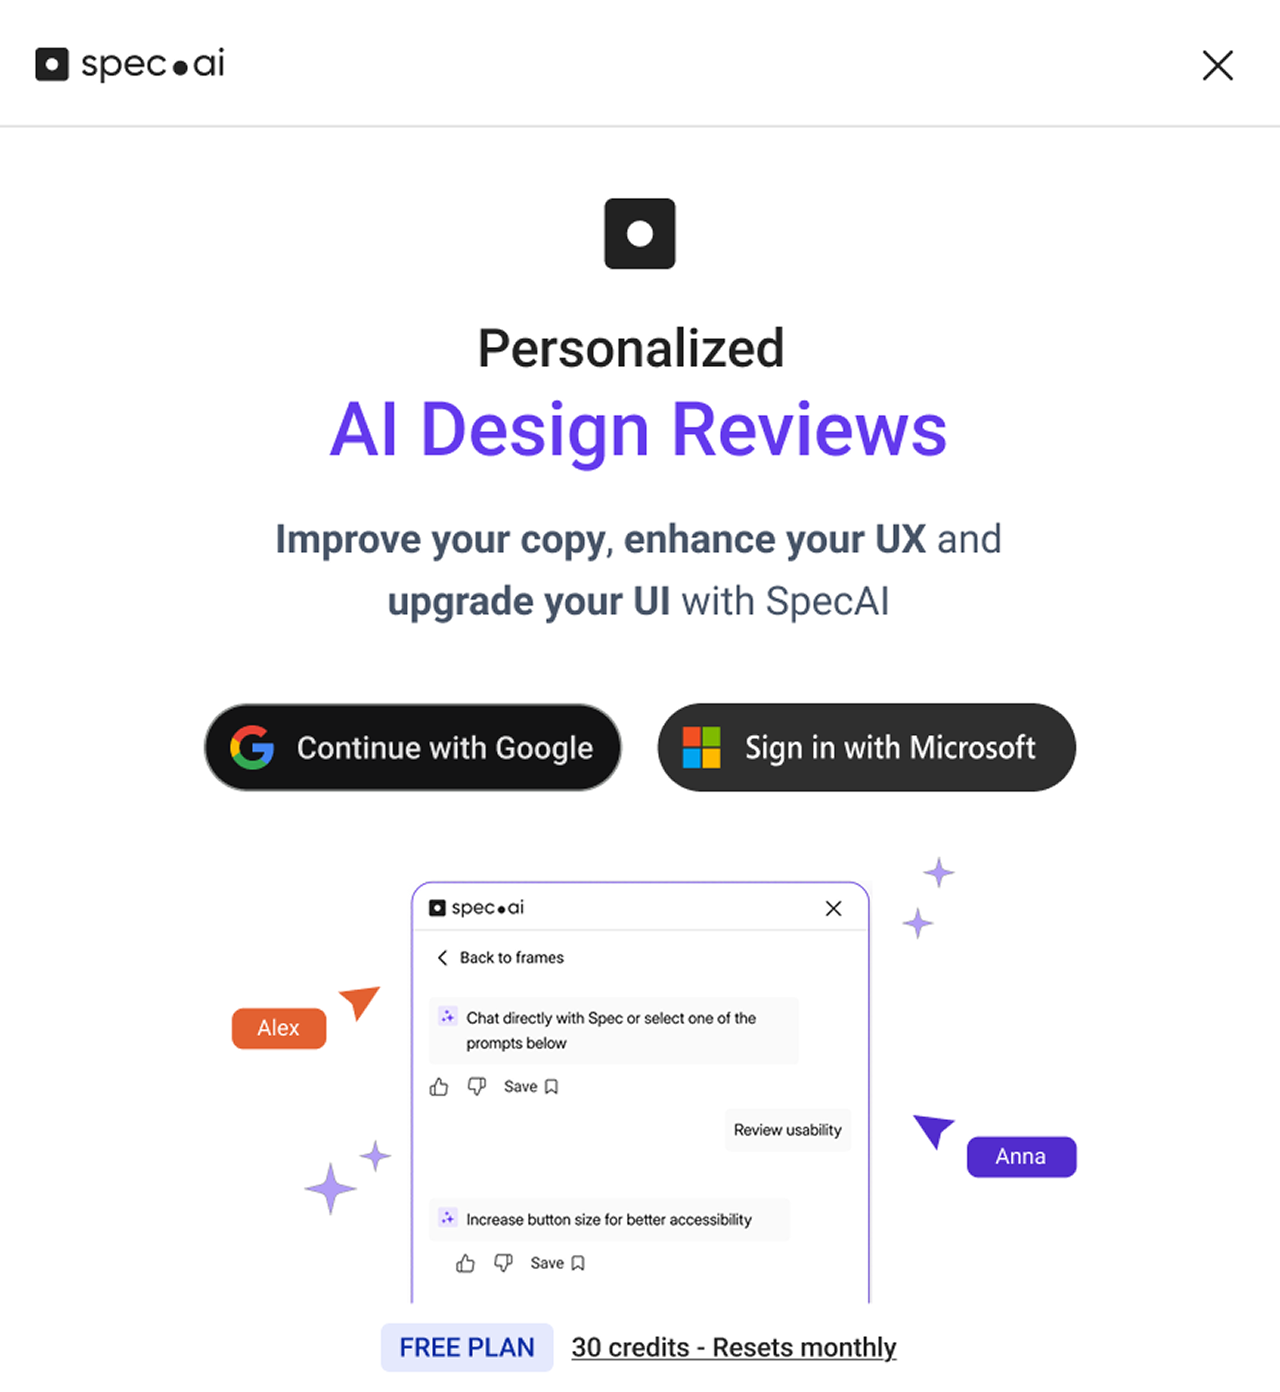 spec.ai
Personalized
AI Design Reviews
Improve your copy, enhance your UX and
upgrade your UI with SpecAI
Continue with Google
Sign in with Microsoft
spec.ai
Back to frames
Alex
Chat directly with Spec or select one of the
prompts below
Save
Review usability
Anna
Increase button size for better accessibility
Save
FREE PLAN 30 credits - Resets monthly